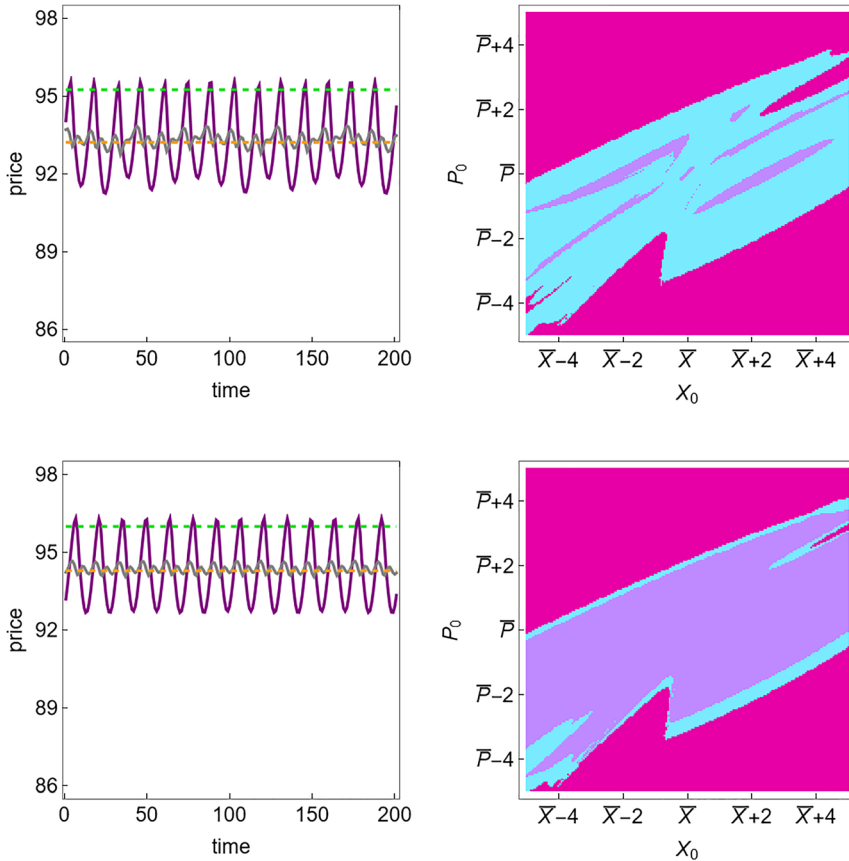 98
95
92
89
86
price
0
50
100
150
200
time
P̅+4
P̅+2
P̅
P̅−2
P̅−4
P₀
X̅−4
X̅−2
X̅
X̅+2
X̅+4
X₀
98
95
92
89
86
price
0
50
100
150
200
time
P̅+4
P̅+2
P̅
P̅−2
P̅−4
P₀
X̅−4
X̅−2
X̅
X̅+2
X̅+4
X₀